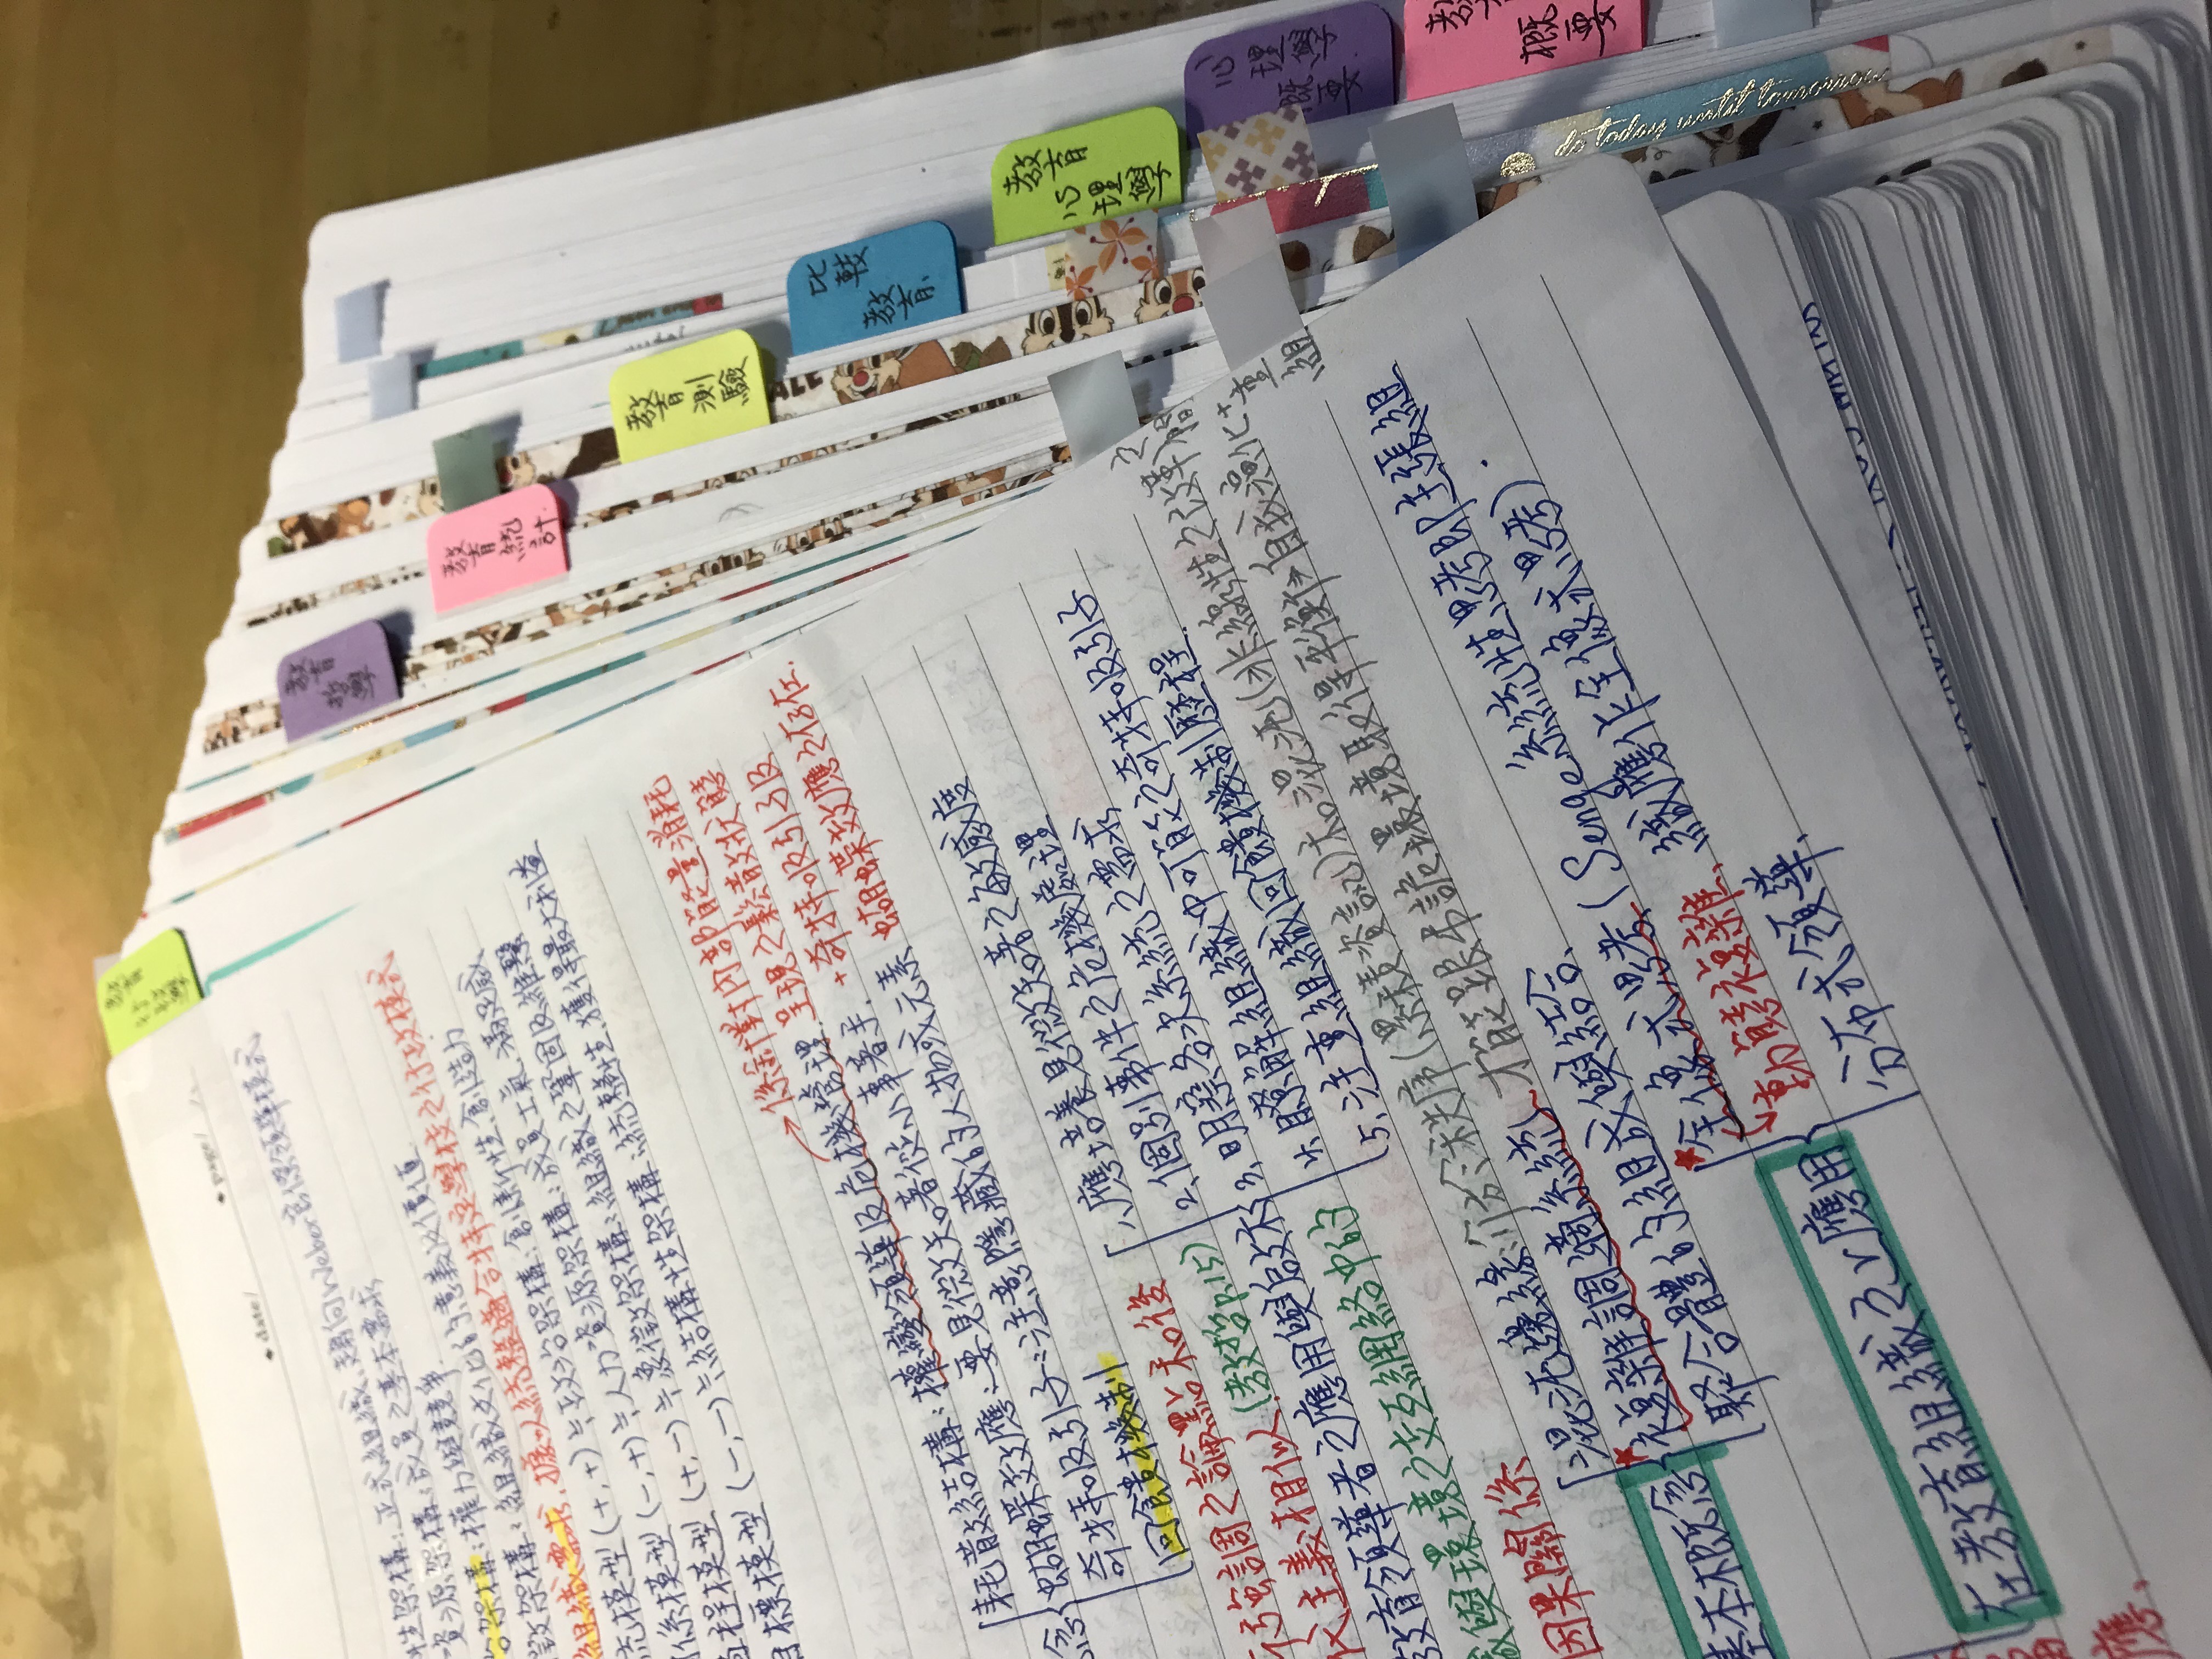 教育行政學
◆ page/
◆ date/
性架構：正式組織、趨向Weber官僚領導模式
資源架構：成員之基本需求
治架構：權力與競爭.
徵架構：組織文化的意義及價值
組織需求，據以統整適合特定學校之行政模式
統模型（+,+）≒政治架構：創新性、創造力
係模型（−,+）≒人力資源架構：成員士氣、滿足感
程模型（+,−）≒象徵架構：組織之鞏固及維繫
目標模型（−,−）≒結構性架構：統整性、獲得最大利益
→係針對內部能量消耗
呈現之鬆散狀態
耗散結構：權變領導及危機管理.
+奇特吸引子及
蝴蝶效應：要見微知著從小事著手.
蝴蝶效應之存在.
念
奇特吸引子：注意隱藏的人物或元素
回饋機制
1.應培養見微知著之敏感度
2.個別事件之危機處理
3.明察各次系統之需求
4.瞭解組織中可能之奇特吸引子
5.注重組織回饋機制歷程.
強調之論點和後
代主義相似.(教哲p.15)
教育領導者之應用與啟示
織與環境之交互網絡中的
因果關係
基本概念
混沌邊緣：介於秩序(累積資訊)和混沌(非線性之改革)之間
★複雜調適系統 才能跟弔詭環境取得平衡⇒自我演化+重組
聚合體的組成與結合.
在教育組織之上應用
★全像式思考(Senge系統性思考即主張組
織應作全像式思考).
動態複雜.
分布式領導.
應.
教育哲學
教育統計
教育測驗
比較教育.
教育心理學
心理學概要.
概要